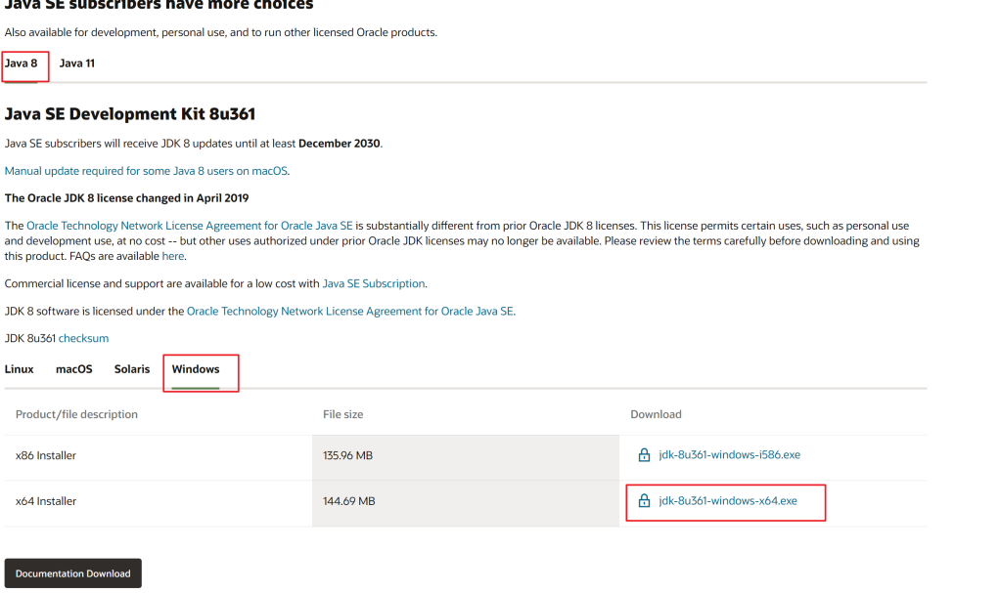 Java SE subscribers have more choices
Also available for development, personal use, and to run other licensed Oracle products.
Java 8 Java 11
Java SE Development Kit 8u361
Java SE subscribers will receive JDK 8 updates until at least December 2030.
Manual update required for some Java 8 users on macOS.
The Oracle JDK 8 license changed in April 2019
The Oracle Technology Network License Agreement for Oracle Java SE is substantially different from prior Oracle JDK 8 licenses. This license permits certain uses, such as personal use
and development use, at no cost -- but other uses authorized under prior Oracle JDK licenses may no longer be available. Please review the terms carefully before downloading and using
this product. FAQs are available here.
Commercial license and support are available for a low cost with Java SE Subscription.
JDK 8 software is licensed under the Oracle Technology Network License Agreement for Oracle Java SE.
JDK 8u361 checksum
Linux macOS Solaris Windows
Product/file description File size Download
x86 Installer 135.96 MB jdk-8u361-windows-i586.exe
x64 Installer 144.69 MB jdk-8u361-windows-x64.exe
Documentation Download